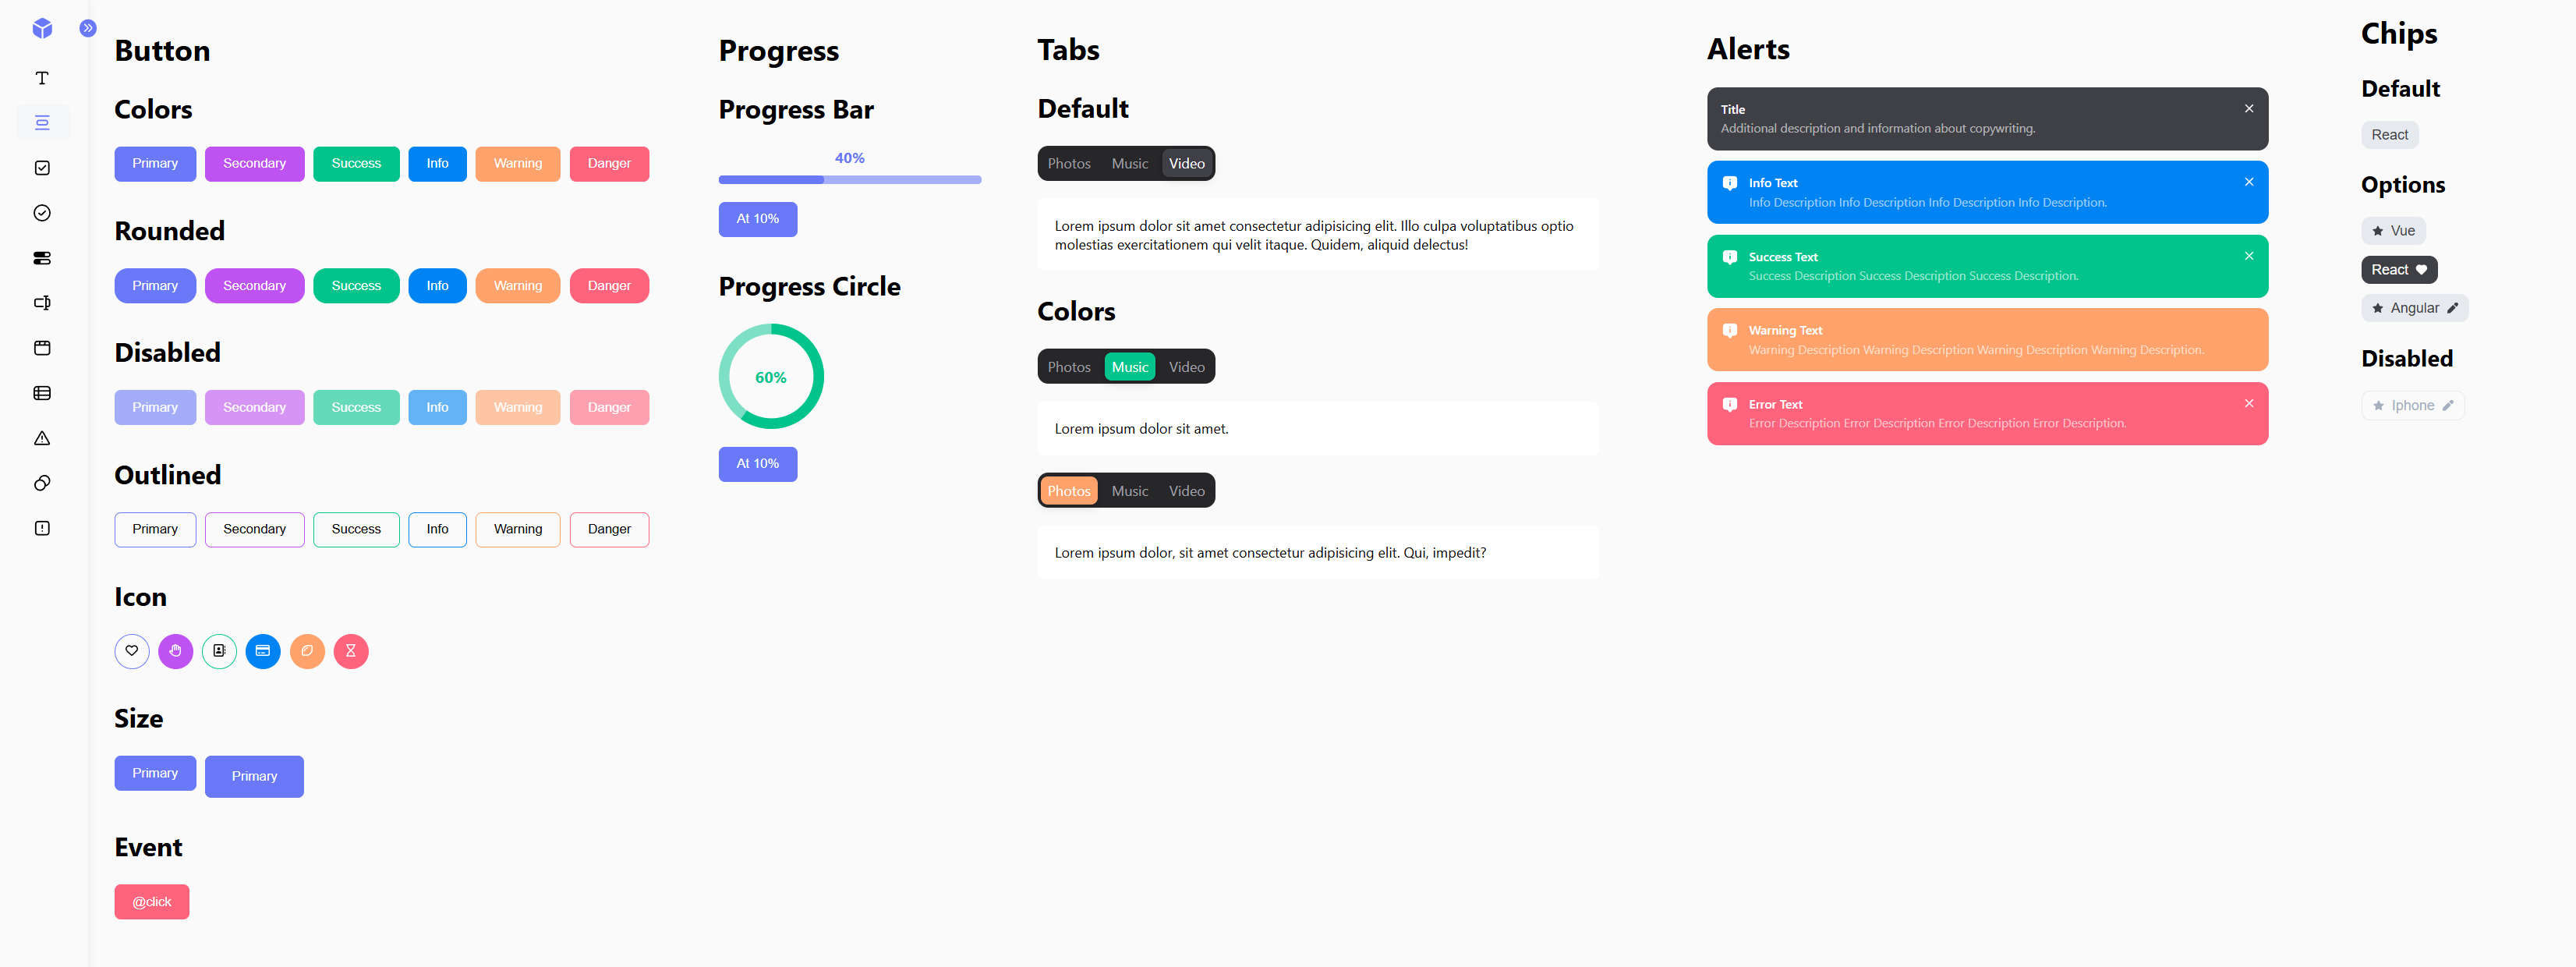 Button
Colors
Primary Secondary Success Info Warning Danger
Rounded
Primary Secondary Success Info Warning Danger
Disabled
Primary Secondary Success Info Warning Danger
Outlined
Primary Secondary Success Info Warning Danger
Icon
Size
Primary Primary
Event
@click
Progress
Progress Bar
40%
At 10%
Progress Circle
60%
At 10%
Tabs
Default
Photos Music Video
Lorem ipsum dolor sit amet consectetur adipisicing elit. Illo culpa voluptatibus optio
molestias exercitationem qui velit itaque. Quidem, aliquid delectus!
Colors
Photos Music Video
Lorem ipsum dolor sit amet.
Photos Music Video
Lorem ipsum dolor, sit amet consectetur adipisicing elit. Qui, impedit?
Alerts
Title
Additional description and information about copywriting.
Info Text
Info Description Info Description Info Description Info Description.
Success Text
Success Description Success Description Success Description.
Warning Text
Warning Description Warning Description Warning Description Warning Description.
Error Text
Error Description Error Description Error Description Error Description.
Chips
Default
React
Options
Vue
React
Angular
Disabled
Iphone